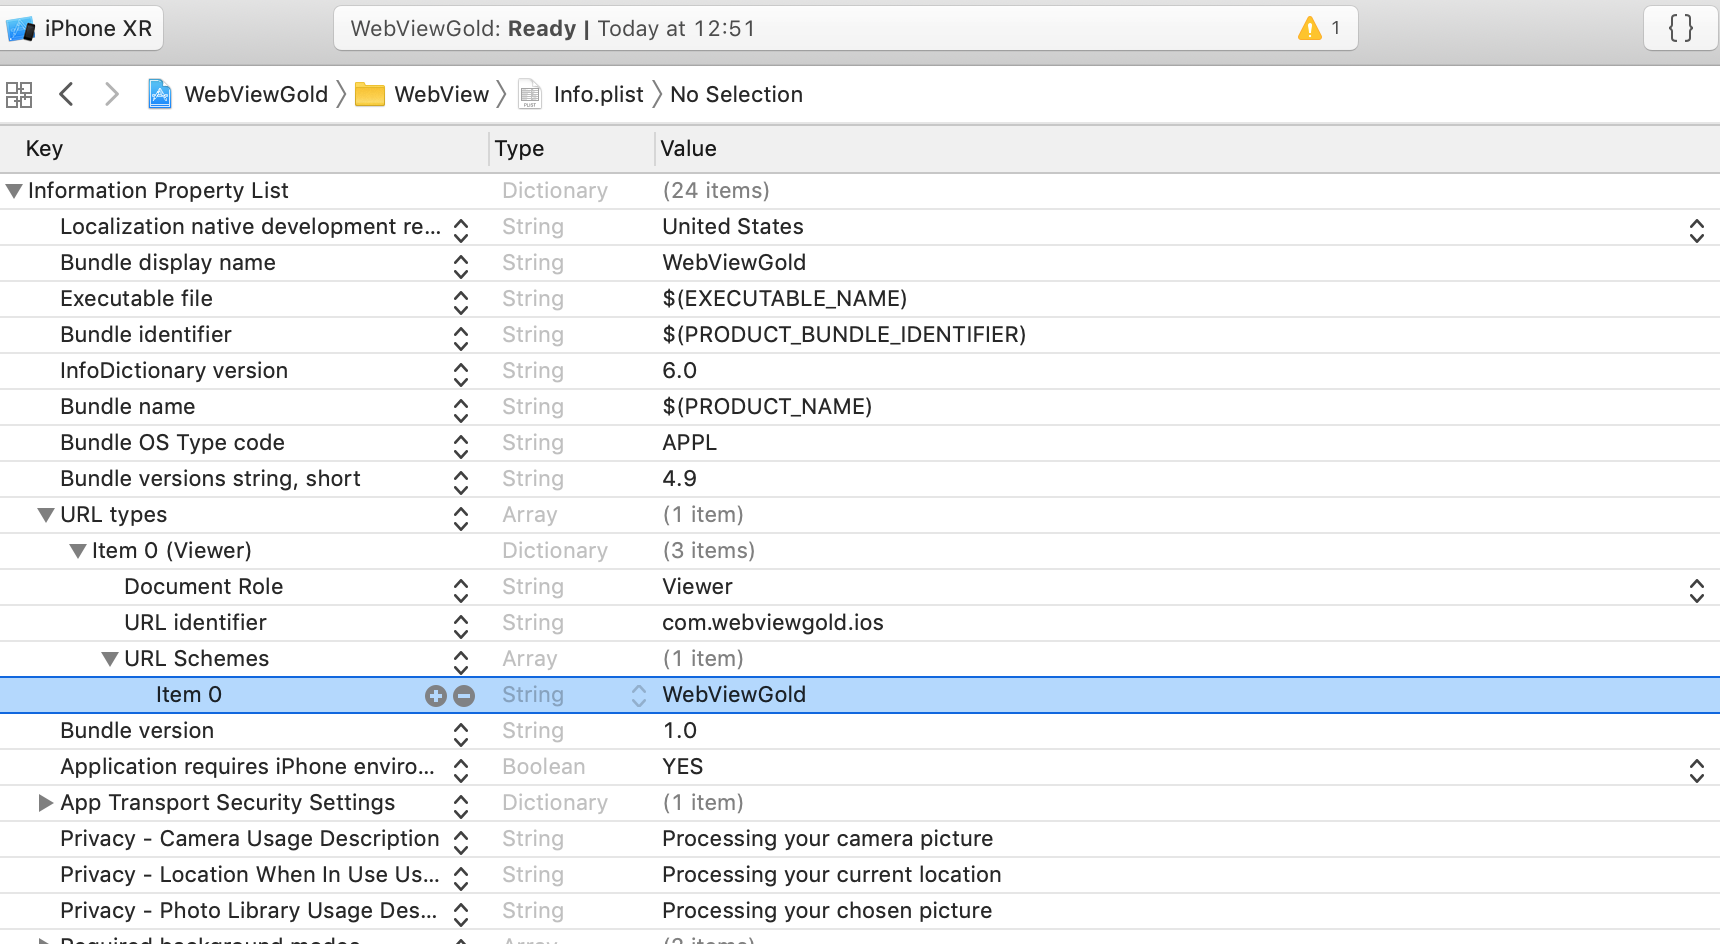 iPhone XR WebViewGold: Ready | Today at 12:51 1 {}
WebViewGold WebView Info.plist No Selection
Key Type Value
Information Property List Dictionary (24 items)
Localization native development re... String United States
Bundle display name String WebViewGold
Executable file String $(EXECUTABLE_NAME)
Bundle identifier String $(PRODUCT_BUNDLE_IDENTIFIER)
InfoDictionary version String 6.0
Bundle name String $(PRODUCT_NAME)
Bundle OS Type code String APPL
Bundle versions string, short String 4.9
URL types Array (1 item)
Item 0 (Viewer) Dictionary (3 items)
Document Role String Viewer
URL identifier String com.webviewgold.ios
URL Schemes Array (1 item)
Item 0 String WebViewGold
Bundle version String 1.0
Application requires iPhone enviro... Boolean YES
App Transport Security Settings Dictionary (1 item)
Privacy - Camera Usage Description String Processing your camera picture
Privacy - Location When In Use Us... String Processing your current location
Privacy - Photo Library Usage Des... String Processing your chosen picture
Required background modes Array (2 items)